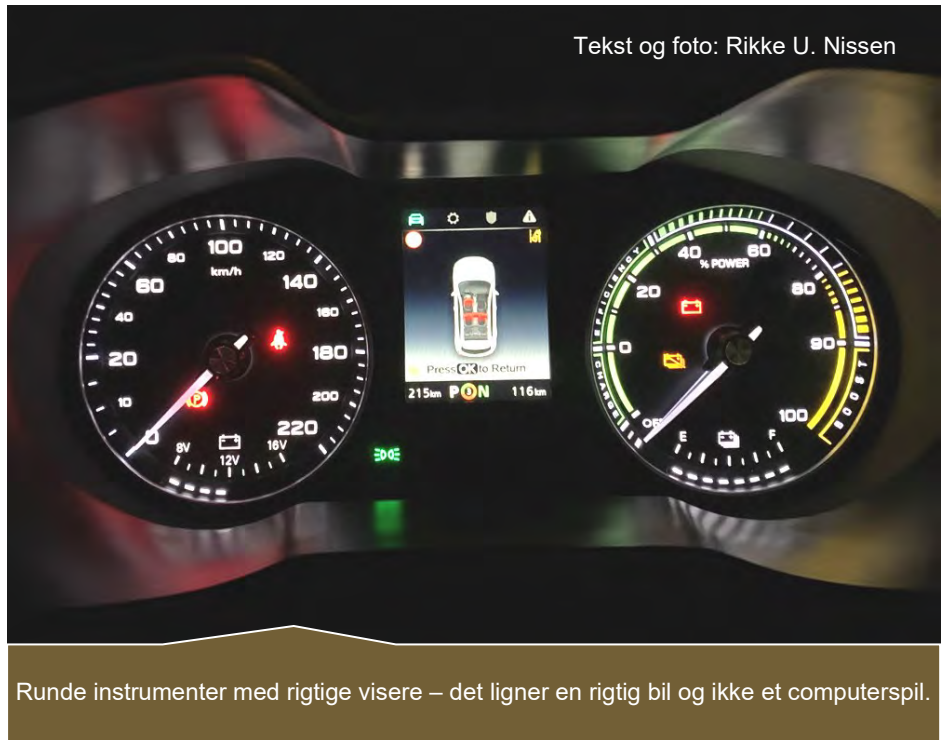 Tekst og foto: Rikke U. Nissen
100
80
120
km/h
60
140
40
160
20
180
10
200
0
220
8V
12V
16V
Press OK to Return
215km
P
N
116km
EFFICIENCY
40
60
% POWER
20
80
0
90
CHARGE
BOOST
OFF
100
E
F
Runde instrumenter med rigtige visere – det ligner en rigtig bil og ikke et computerspil.